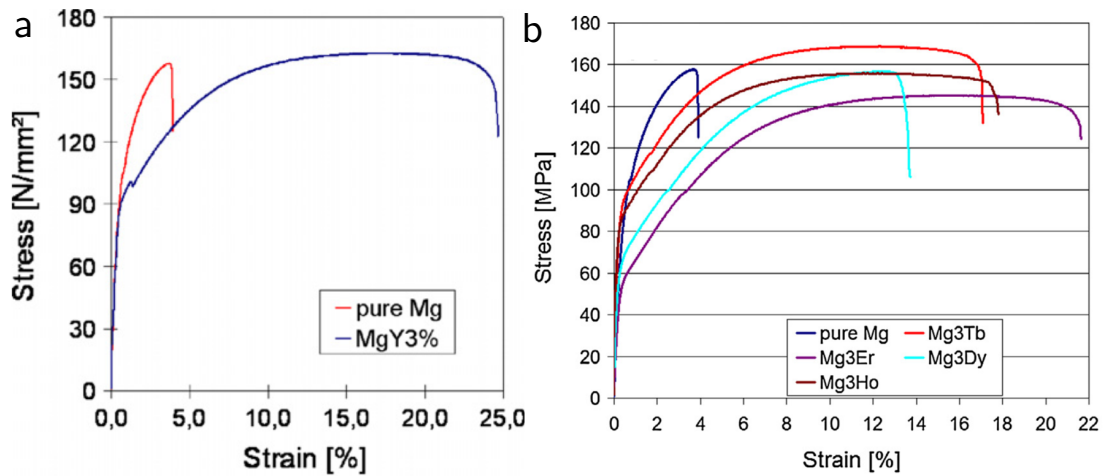 a
180
150
120
90
60
30
0
Stress [N/mm²]
pure Mg
MgY3%
0,0 5,0 10,0 15,0 20,0 25,0
Strain [%]
b
180
160
140
120
100
80
60
40
20
0
Stress [MPa]
pure Mg Mg3Tb
Mg3Er Mg3Dy
Mg3Ho
0 2 4 6 8 10 12 14 16 18 20 22
Strain [%]